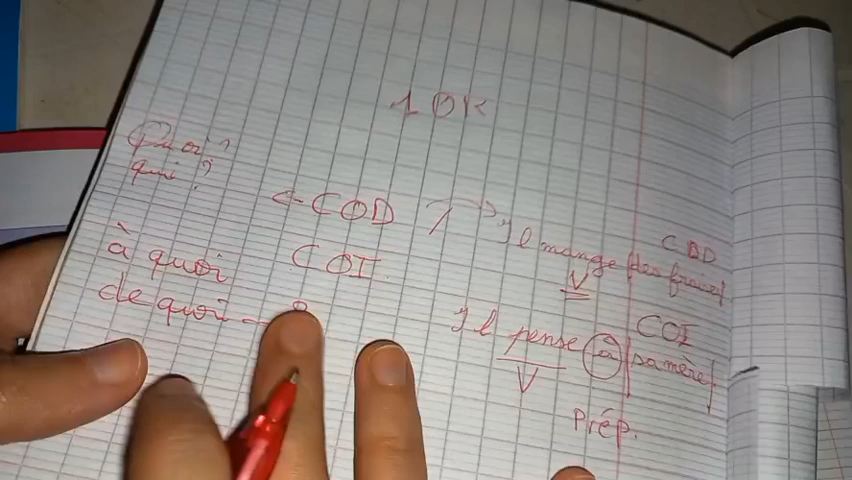 1 OK
Quoi?
qui?
COD
Il mange des fraises
COD
V
à quoi
de quoi
COI
Il pense à sa mère
COI
V
Prép.